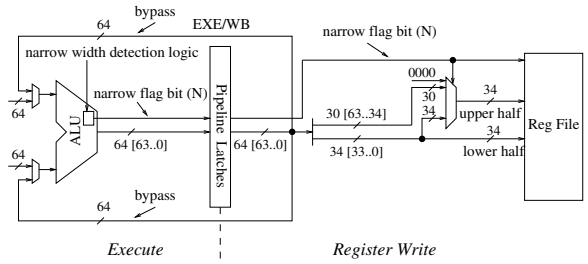 bypass
64
EXE/WB
narrow width detection logic
narrow flag bit (N)
narrow flag bit (N)
64
ALU
Pipeline Latches
64 [63..0]
64 [63..0]
0000
30
30 [63..34]
34
34 [33..0]
34
upper half
34
lower half
Reg File
64
64
bypass
Execute
Register Write